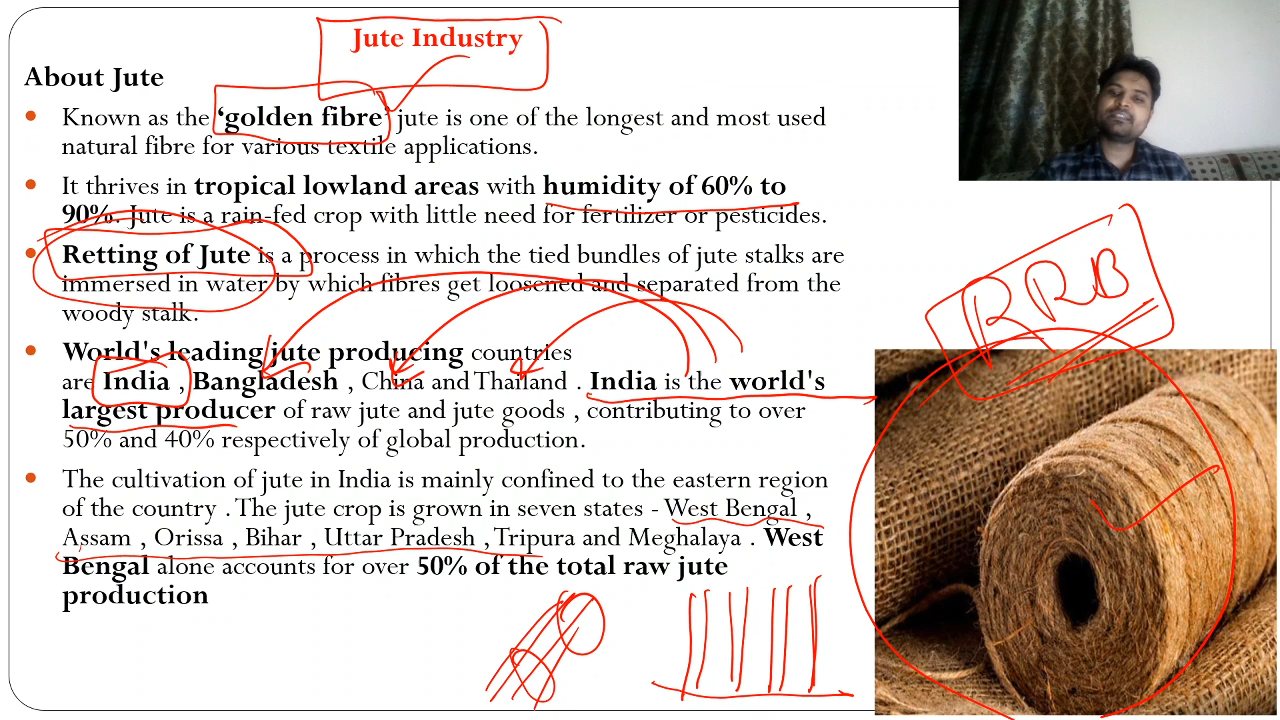 Jute Industry
About Jute
• Known as the ‘golden fibre’ jute is one of the longest and most used
natural fibre for various textile applications.
• It thrives in tropical lowland areas with humidity of 60% to
90%. Jute is a rain-fed crop with little need for fertilizer or pesticides.
• Retting of Jute is a process in which the tied bundles of jute stalks are
immersed in water by which fibres get loosened and separated from the
woody stalk.
• World's leading jute producing countries
are India , Bangladesh , China and Thailand . India is the world's
largest producer of raw jute and jute goods , contributing to over
50% and 40% respectively of global production.
• The cultivation of jute in India is mainly confined to the eastern region
of the country . The jute crop is grown in seven states - West Bengal ,
Assam , Orissa , Bihar , Uttar Pradesh , Tripura and Meghalaya . West
Bengal alone accounts for over 50% of the total raw jute
production
RRB